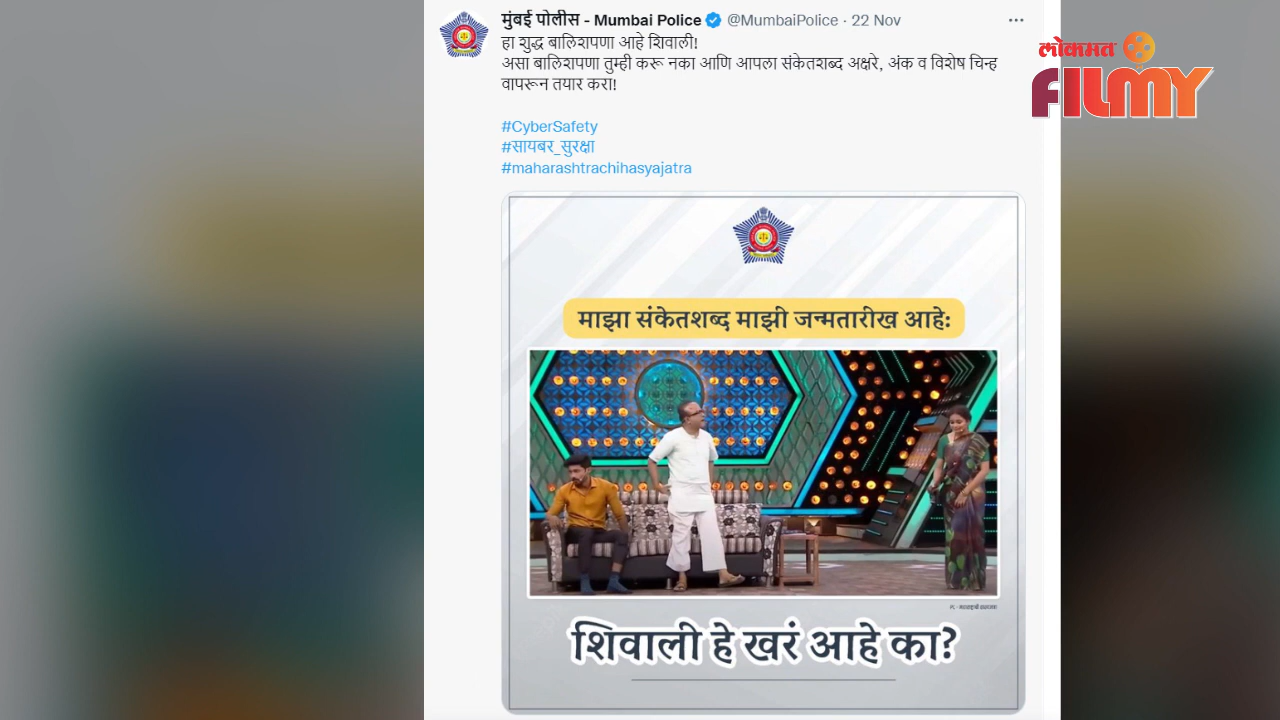 मुंबई पोलीस - Mumbai Police @MumbaiPolice · 22 Nov
हा शुद्ध बालिशपणा आहे शिवाली!
असा बालिशपणा तुम्ही करू नका आणि आपला संकेतशब्द अक्षरे, अंक व विशेष चिन्ह
वापरून तयार करा!
#CyberSafety
#सायबर_सुरक्षा
#maharashtrachihasyajatra
लोकमत
FILMY
माझा संकेतशब्द माझी जन्मतारीख आहे:
शिवाली हे खरं आहे का?